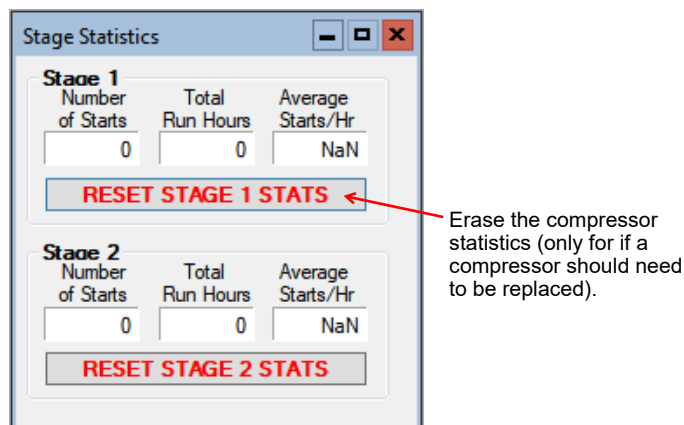 Stage Statistics
Stage 1
Number of Starts
Total Run Hours
Average Starts/Hr
0
0
NaN
RESET STAGE 1 STATS
Erase the compressor
statistics (only for if a
compressor should need
to be replaced).
Stage 2
Number of Starts
Total Run Hours
Average Starts/Hr
0
0
NaN
RESET STAGE 2 STATS